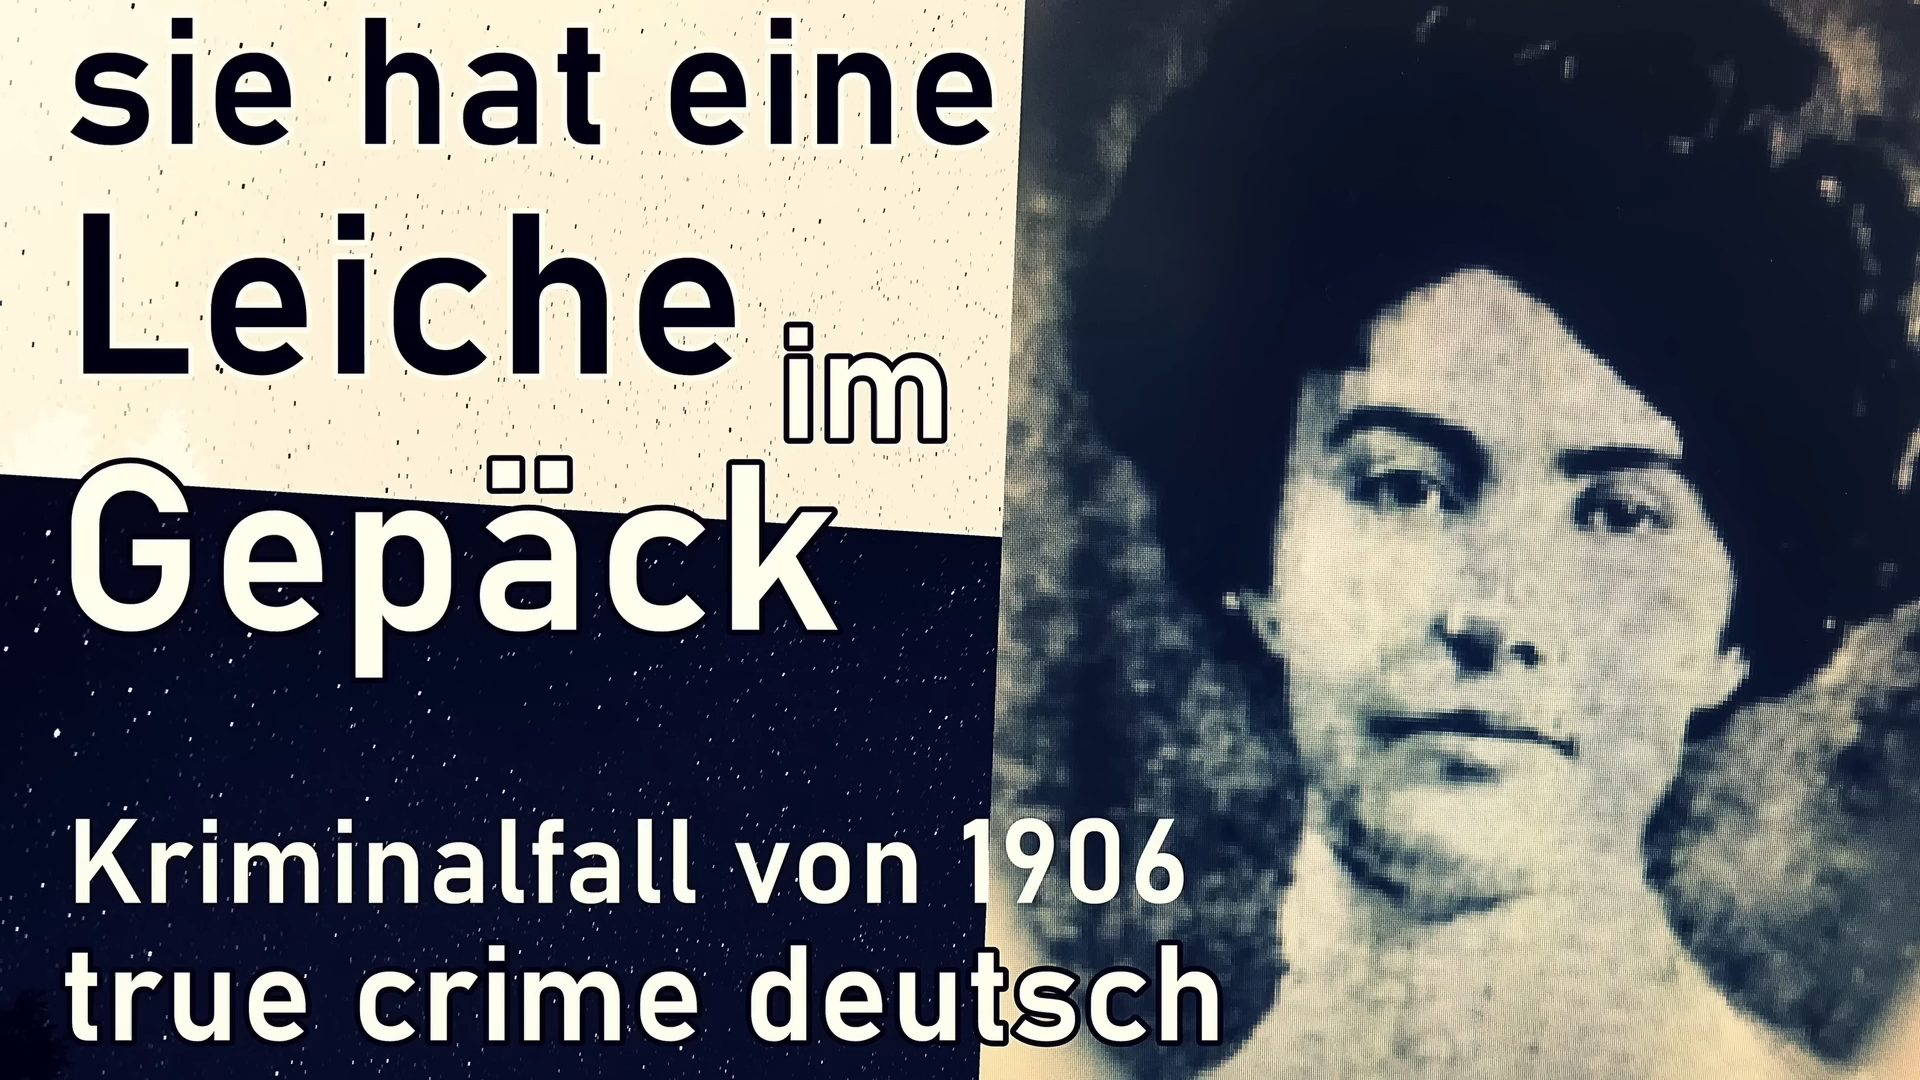 sie hat eine
Leiche im
Gepäck
Kriminalfall von 1906
true crime deutsch